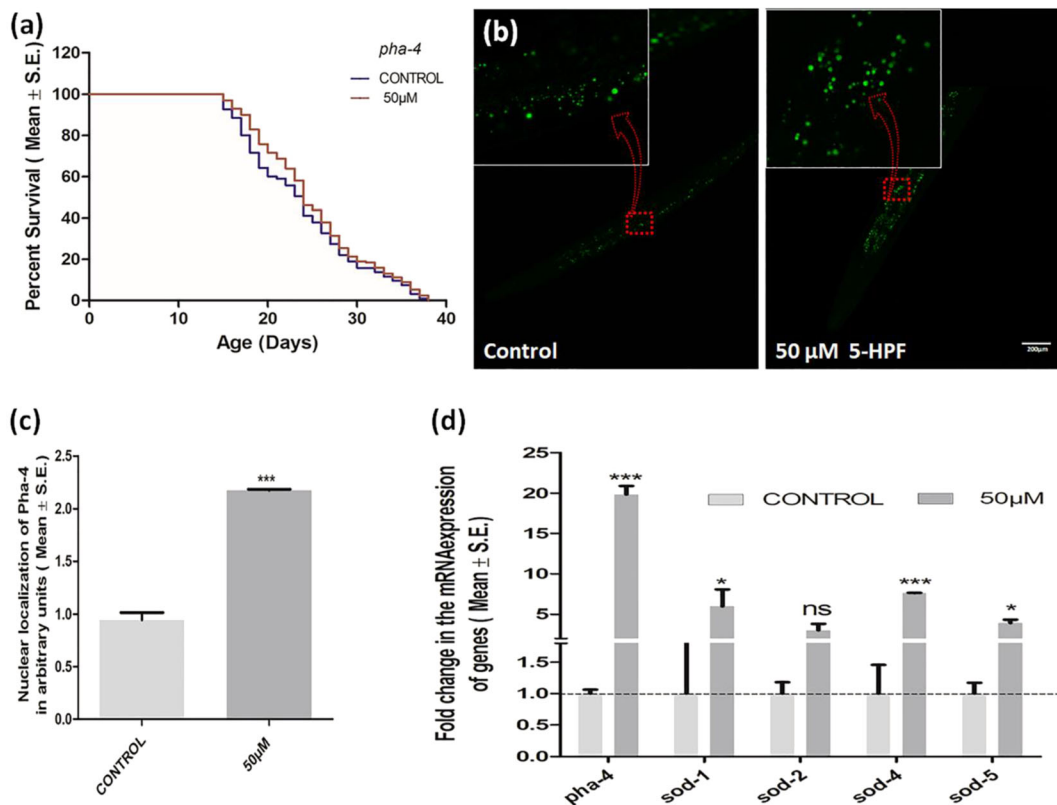 (a)
pha-4
CONTROL
50μM
Percent Survival ( Mean ± S.E.)
120
100
80
60
40
20
0
0 10 20 30 40
Age (Days)
(b)
Control
50 μM 5-HPF
200μm
(c)
Nuclear localization of Pha-4
in arbitrary units ( Mean ± S.E.)
2.5
2.0
1.5
1.0
0.5
0.0
***
CONTROL
50μM
(d)
Fold change in the mRNAexpression
of genes ( Mean ± S.E.)
25
20
15
10
5
1.5
1.0
0.5
0.0
CONTROL
50μM
***
*
ns
***
*
pha-4
sod-1
sod-2
sod-4
sod-5